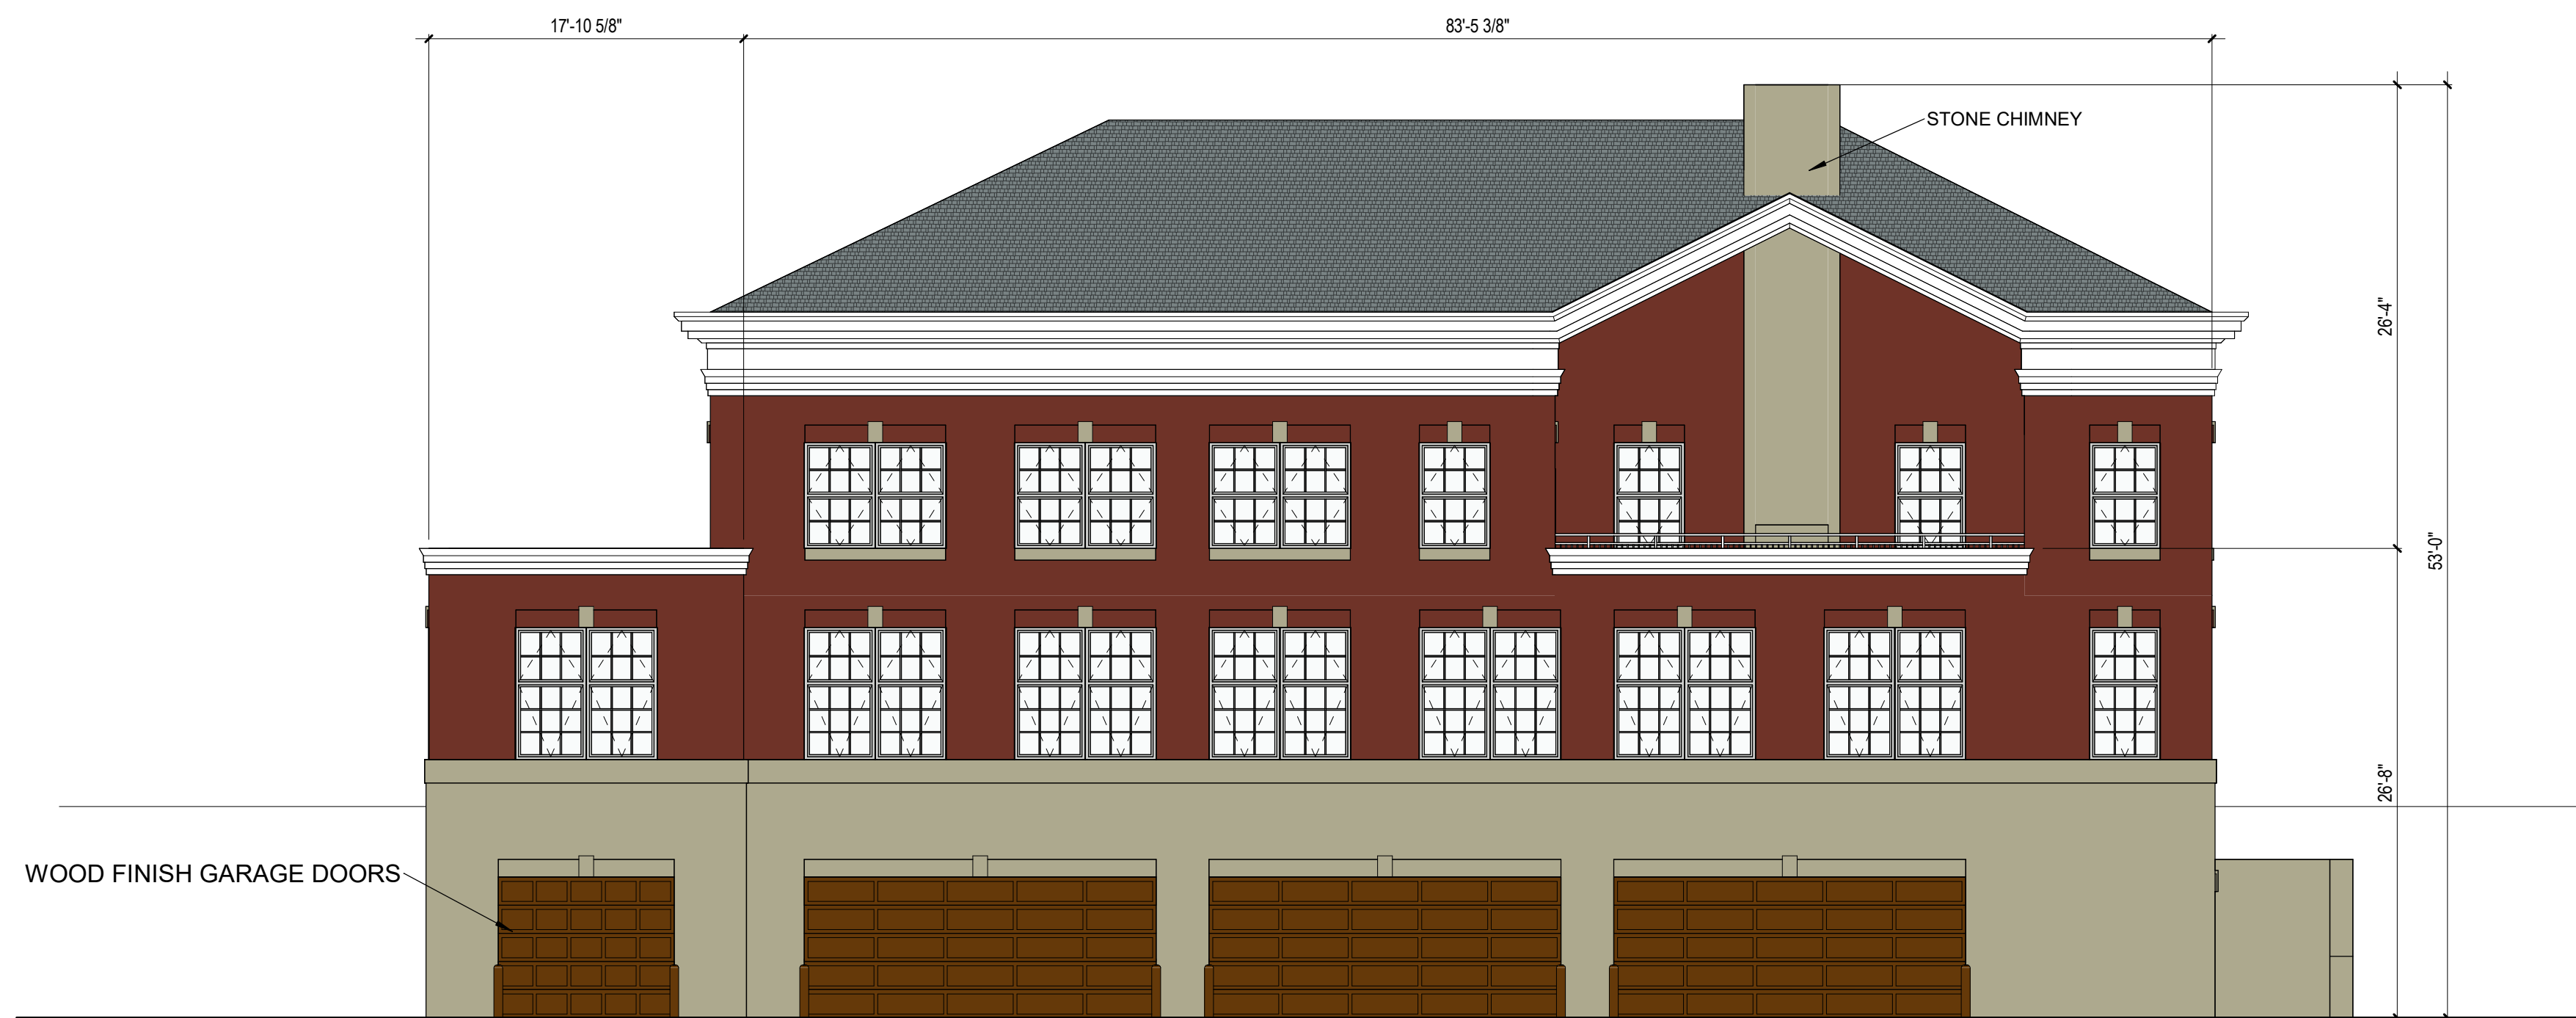 17'-10 5/8"
83'-5 3/8"
STONE CHIMNEY
26'-4"
53'-0"
26'-8"
WOOD FINISH GARAGE DOORS